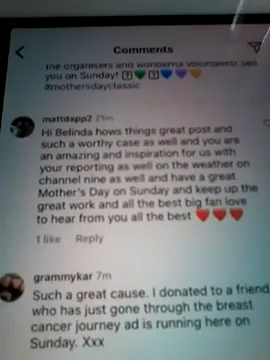 Comments
the organisers and wonderful volunteers! see
you on Sunday! 💚💙💜💛
#mothersdayclassic
mattdapp2 21m
Hi Belinda hows things great post and
such a worthy case as well and you are
an amazing and inspiration for us with
your reporting as well on the weather on
channel nine as well and have a great
Mother's Day on Sunday and keep up the
great work and all the best big fan love
to hear from you all the best ❤️❤️❤️
1 like Reply
grammykar 7m
Such a great cause. I donated to a friend
who has just gone through the breast
cancer journey ad is running here on
Sunday. Xxx